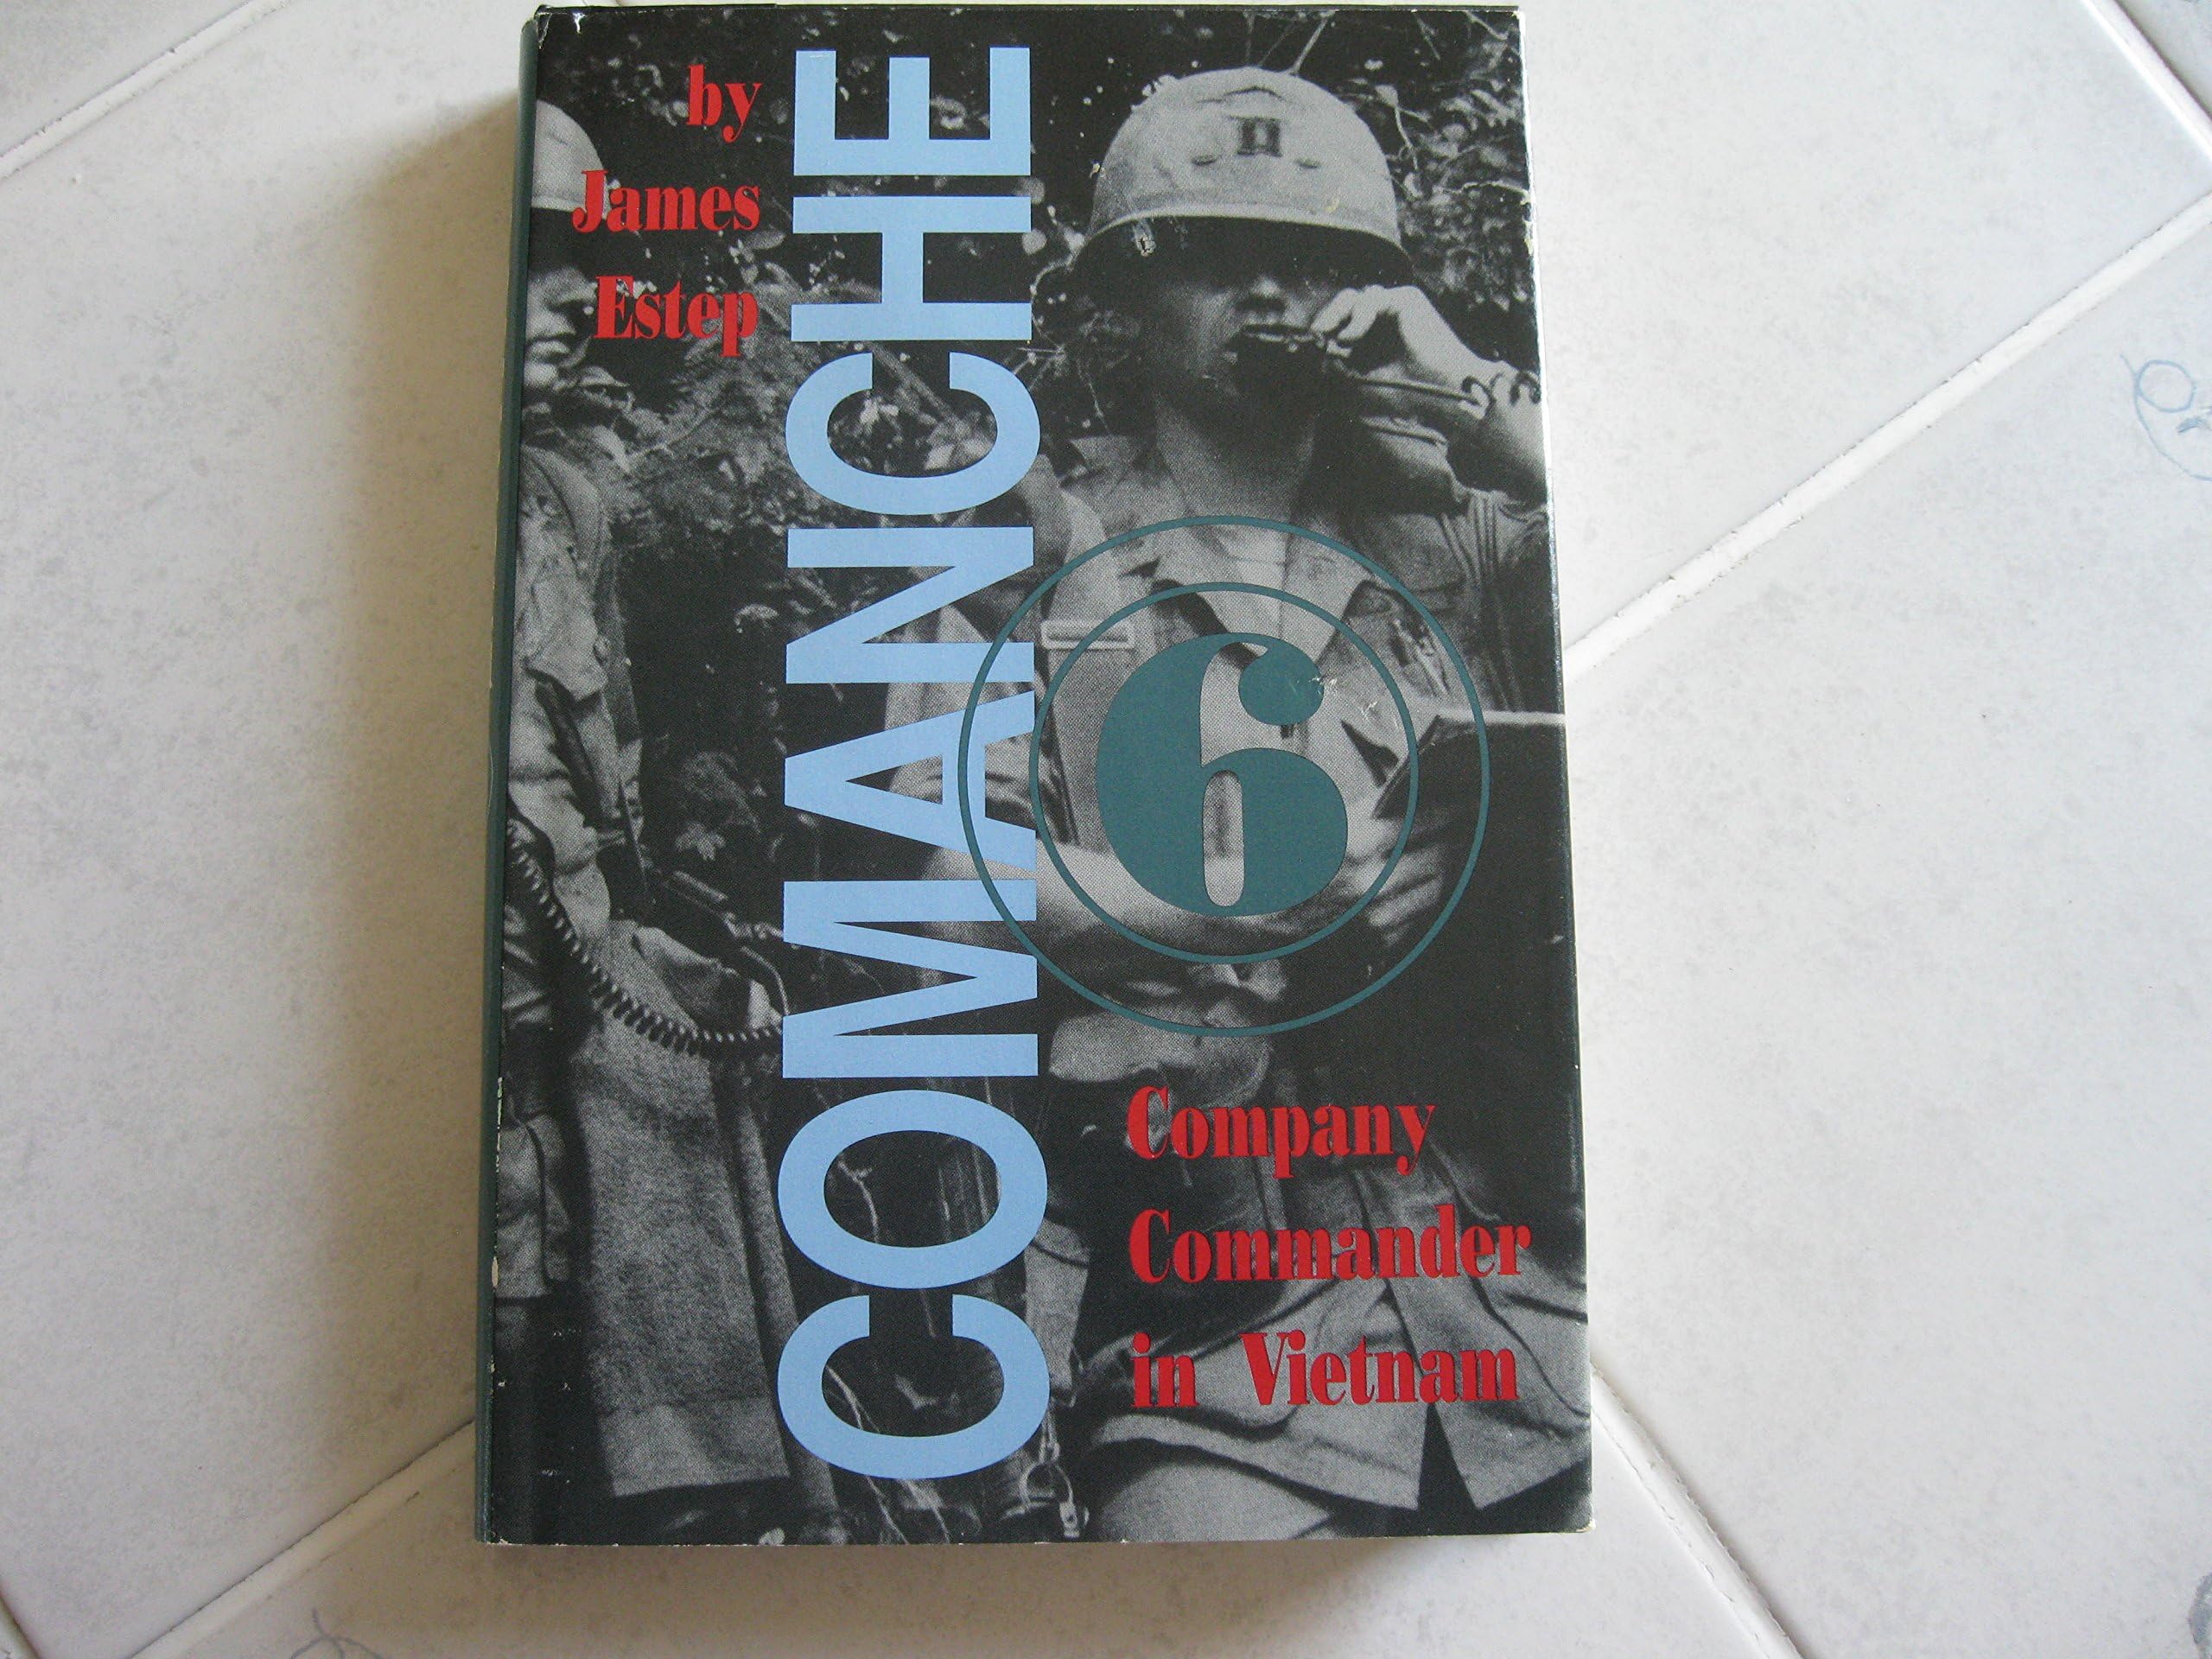 by
James
Estep
COMANCHE
6
Company
Commander
in Vietnam